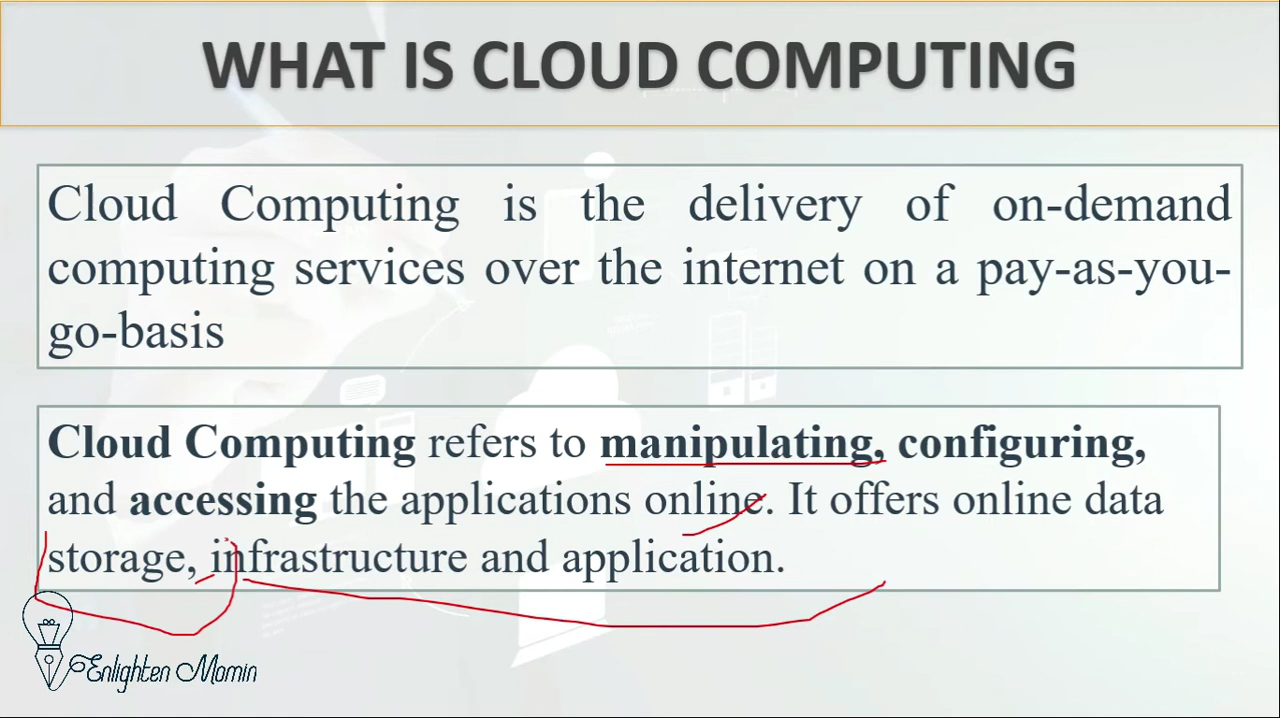 WHAT IS CLOUD COMPUTING
Cloud Computing is the delivery of on-demand
computing services over the internet on a pay-as-you-
go-basis
Cloud Computing refers to manipulating, configuring,
and accessing the applications online. It offers online data
storage, infrastructure and application.
Enlighten Momin